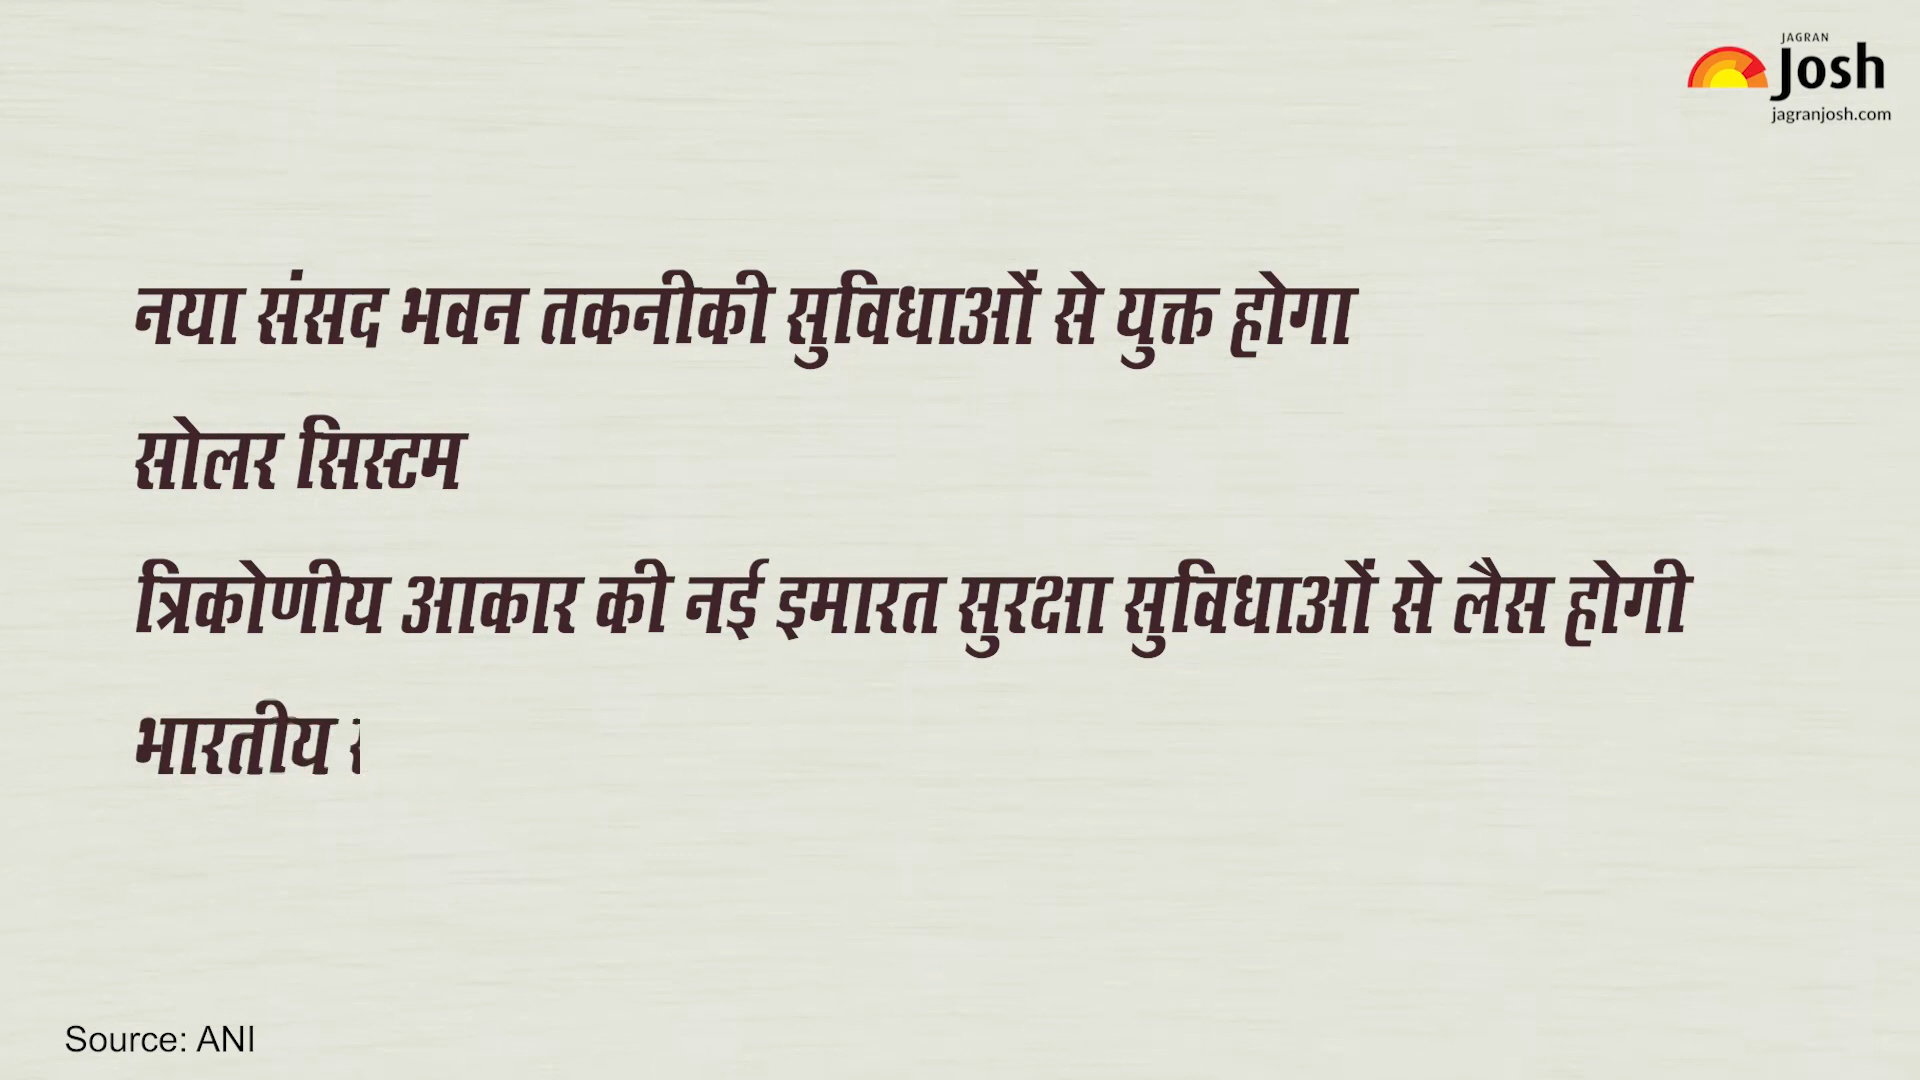 JAGRAN
Josh
jagranjosh.com
नया संसद भवन तकनीकी सुविधाओं से युक्त होगा
सोलर सिस्टम
त्रिकोणीय आकार की नई इमारत सुरक्षा सुविधाओं से लैस होगी
भारतीय
Source: ANI